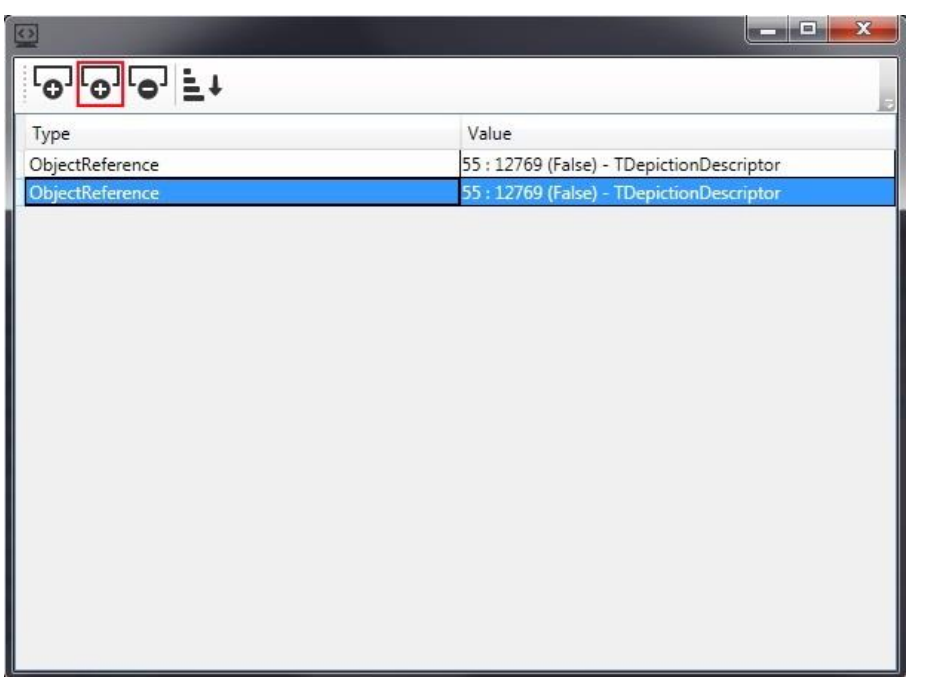 Type Value
ObjectReference 55 : 12769 (False) - TDepictionDescriptor
ObjectReference 55 : 12769 (False) - TDepictionDescriptor